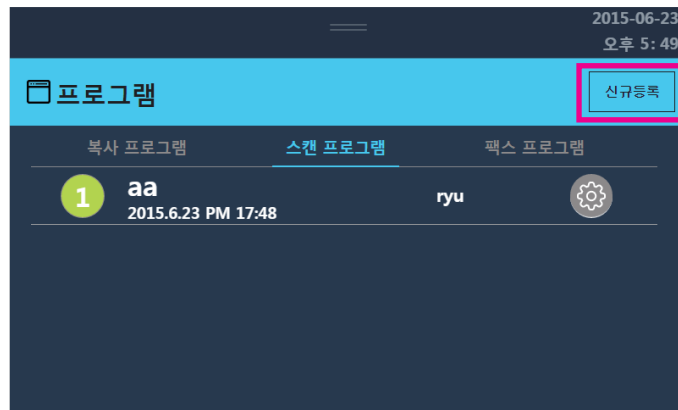 2015-06-23
오후 5: 49
프로그램
신규등록
복사 프로그램 스캔 프로그램 팩스 프로그램
1 aa ryu
2015.6.23 PM 17:48